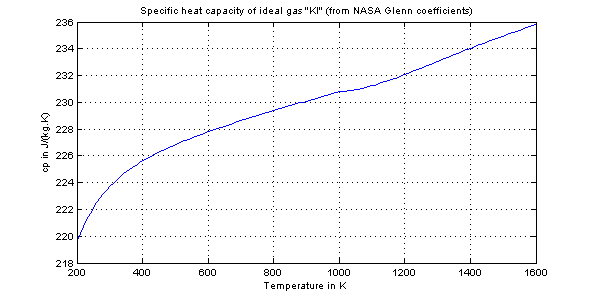 Specific heat capacity of ideal gas "KI" (from NASA Glenn coefficients)
236
234
232
230
228
226
224
222
220
218
cp in J/(kg.K)
200 400 600 800 1000 1200 1400 1600
Temperature in K